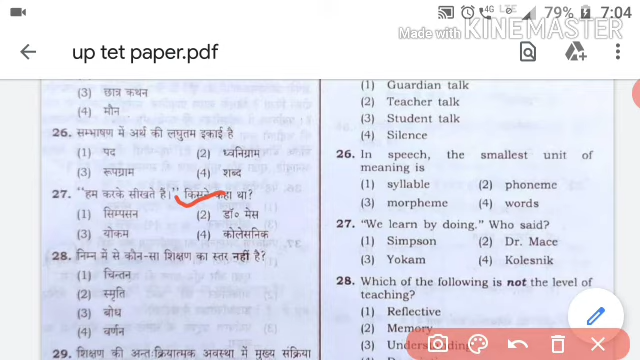 4G LTE 79% 7:04
Made with KINEMASTER
up tet paper.pdf
(3) छात्र कथन
(4) मौन
26. सम्भाषण में अर्थ की लघुतम इकाई है
(1) पद (2) ध्वनिग्राम
(3) रूपग्राम (4) शब्द
27. "हम करके सीखते हैं।" किसने कहा था?
(1) सिम्पसन (2) डॉ० मेस
(3) योकम (4) कोलेसनिक
28. निम्न में से कौन-सा शिक्षण का स्तर नहीं है?
(1) चिन्तन
(2) स्मृति
(3) बोध
(4) वर्णन
29. शिक्षण की अन्तःक्रियात्मक अवस्था में मुख्य संक्रिया
(1) Guardian talk
(2) Teacher talk
(3) Student talk
(4) Silence
26. In speech, the smallest unit of
meaning is
(1) syllable (2) phoneme
(3) morpheme (4) words
27. "We learn by doing." Who said?
(1) Simpson (2) Dr. Mace
(3) Yokam (4) Kolesnik
28. Which of the following is not the level of
teaching?
(1) Reflective
(2) Memory
(3)